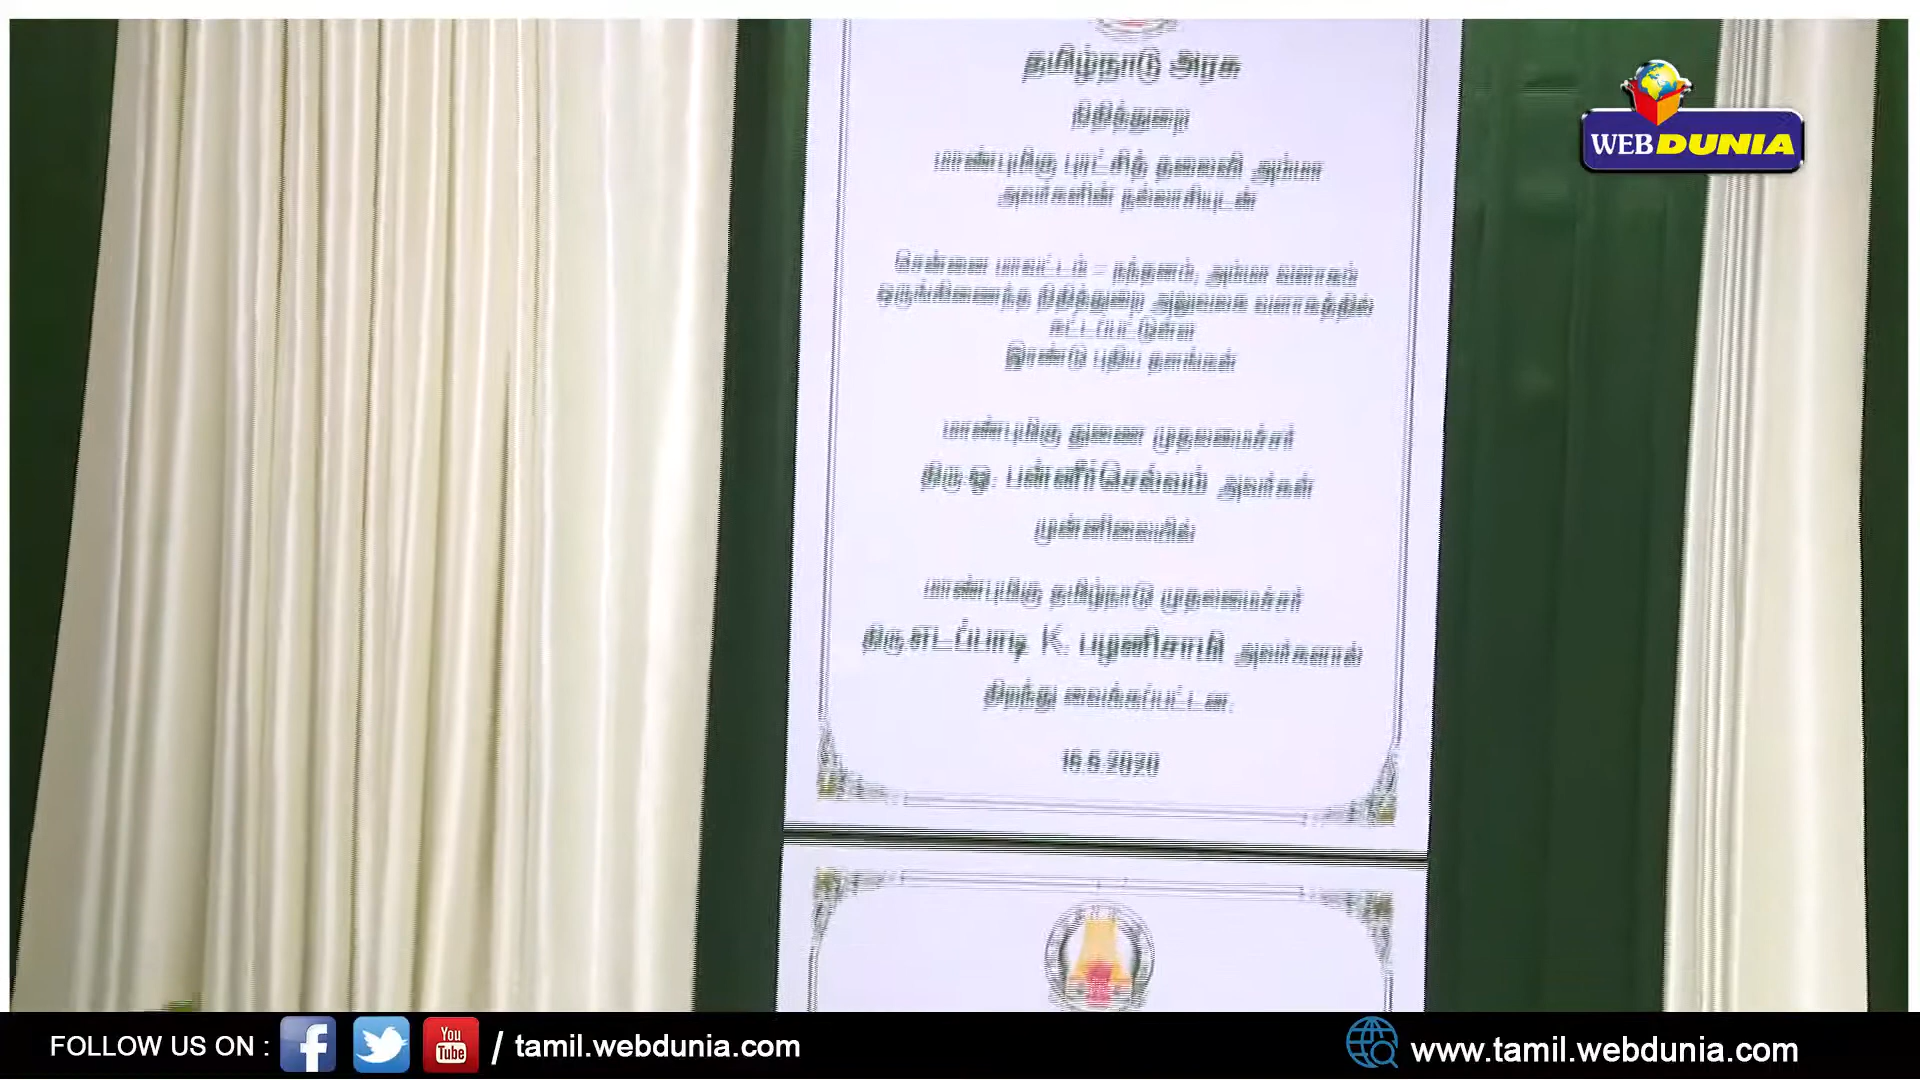 தமிழ்நாடு அரசு
நிதித்துறை
மாண்புமிகு புரட்சித் தலைவி அம்மா
அவர்களின் நல்லாசியுடன்
சென்னை மாவட்டம் – நந்தனம், அம்மா வளாகம்
ஒருங்கிணைந்த நிதித்துறை அலுவலக வளாகத்தில்
கட்டப்பட்டுள்ள
இரண்டு புதிய தளங்கள்
மாண்புமிகு துணை முதலமைச்சர்
திரு.ஓ. பன்னீர்செல்வம் அவர்கள்
முன்னிலையில்
மாண்புமிகு தமிழ்நாடு முதலமைச்சர்
திரு.எடப்பாடி K. பழனிசாமி அவர்களால்
திறந்து வைக்கப்பட்டன.
16.6.2020
WEBDUNIA
FOLLOW US ON : You Tube / tamil.webdunia.com
www.tamil.webdunia.com